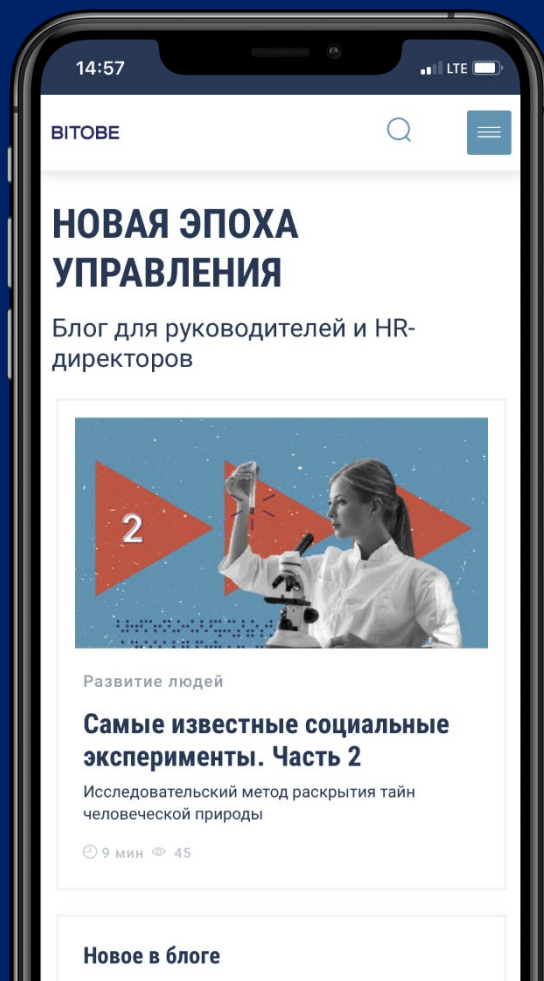 14:57
LTE
BITOBE
НОВАЯ ЭПОХА
УПРАВЛЕНИЯ
Блог для руководителей и HR-
директоров
2
Развитие людей
Самые известные социальные
эксперименты. Часть 2
Исследовательский метод раскрытия тайн
человеческой природы
9 мин 45
Новое в блоге